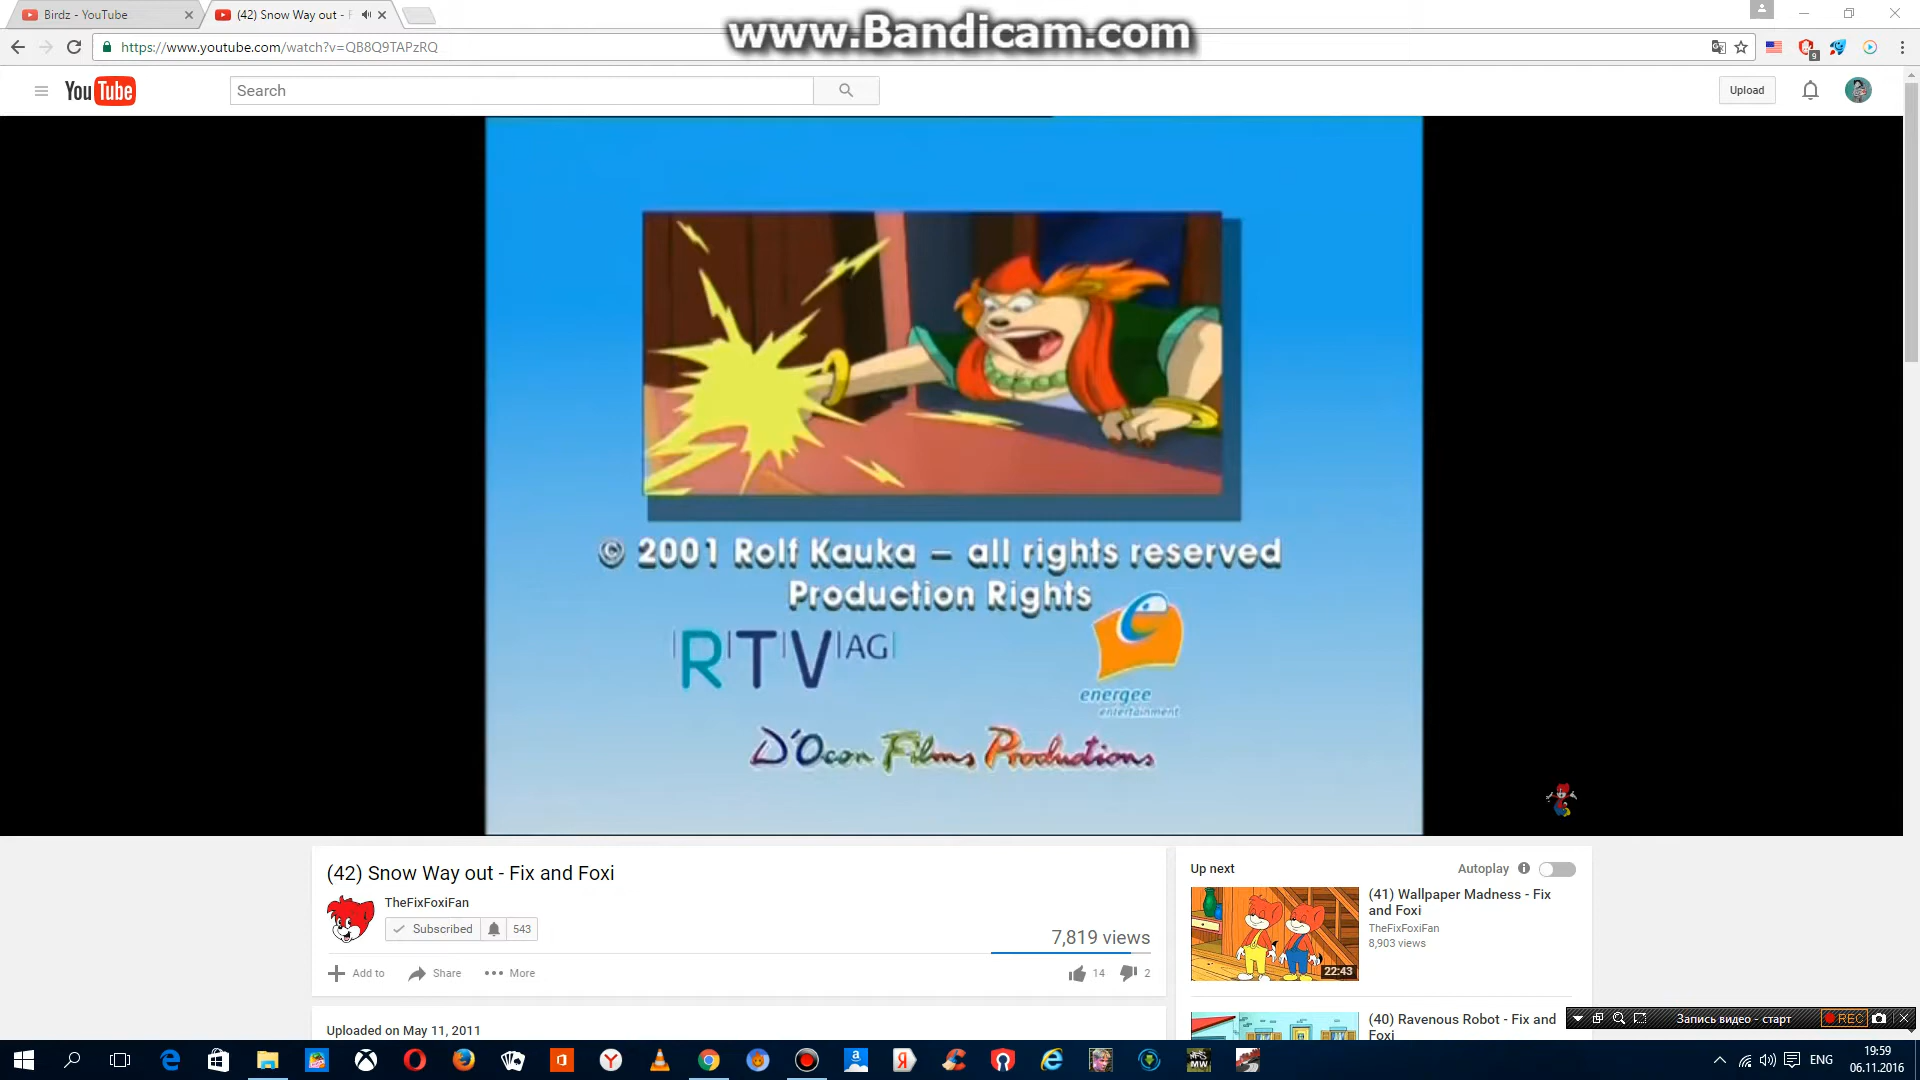 Birdz - YouTube
(42) Snow Way out - F
www.Bandicam.com
https://www.youtube.com/watch?v=QB8Q9TAPzRQ
9
YouTube
Search
Upload
© 2001 Rolf Kauka – all rights reserved
Production Rights
RTV AG
energee
entertainment
D'Ocon Films Productions
(42) Snow Way out - Fix and Foxi
TheFixFoxiFan
Subscribed
543
7,819 views
Add to
Share
More
14
2
Uploaded on May 11, 2011
Up next
Autoplay
(41) Wallpaper Madness - Fix
and Foxi
TheFixFoxiFan
8,903 views
22:43
(40) Ravenous Robot - Fix and
Foxi
Запись видео - старт
REC
ENG
19:59
06.11.2016